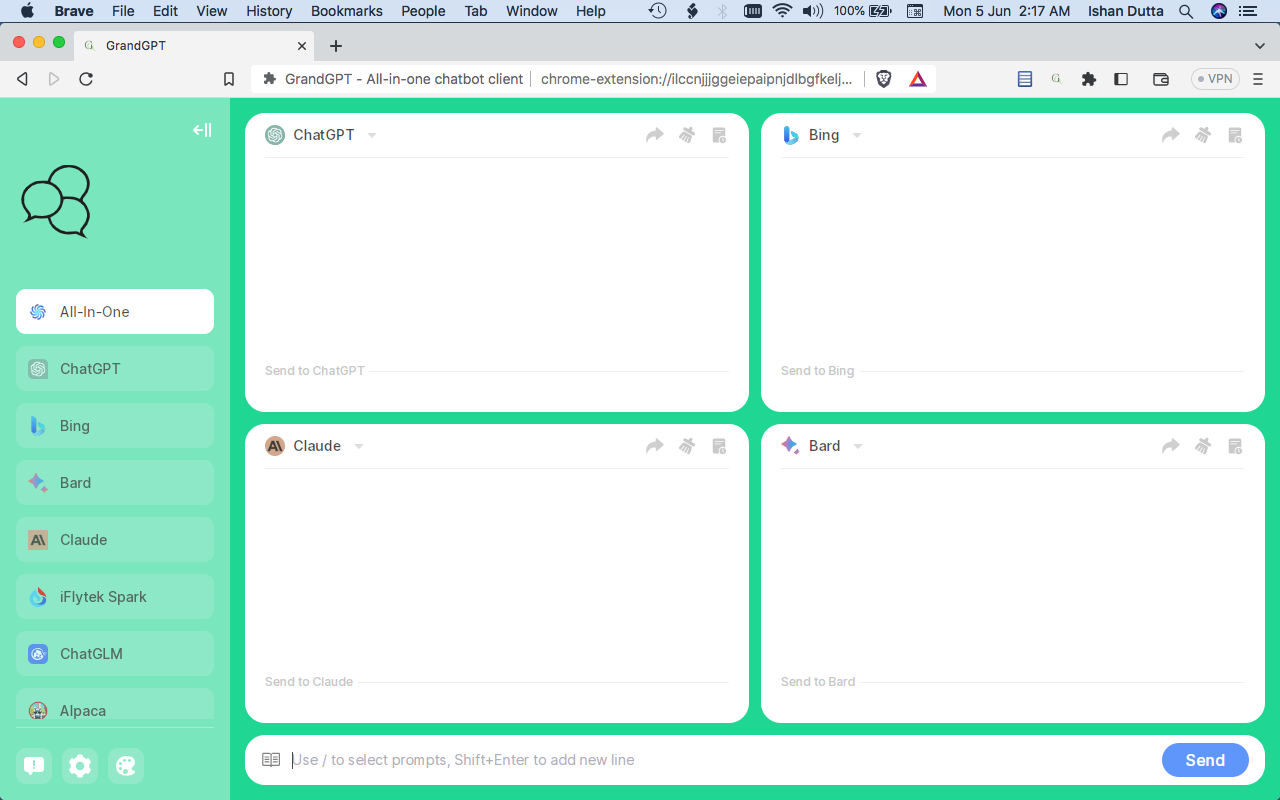 Brave File Edit View History Bookmarks People Tab Window Help 100% Mon 5 Jun 2:17 AM Ishan Dutta
GrandGPT
GrandGPT - All-in-one chatbot client chrome-extension://ilccnjjjggeiepaipnjdlbgfkelj... VPN
All-In-One
ChatGPT
Bing
Bard
Claude
iFlytek Spark
ChatGLM
Alpaca
ChatGPT
Send to ChatGPT
Bing
Send to Bing
Claude
Send to Claude
Bard
Send to Bard
Use / to select prompts, Shift+Enter to add new line
Send